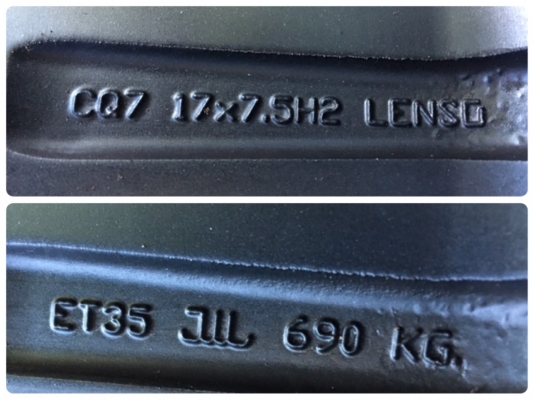 CQ7 17x7.5H2 LENSO
ET35 JWL 690 KG.